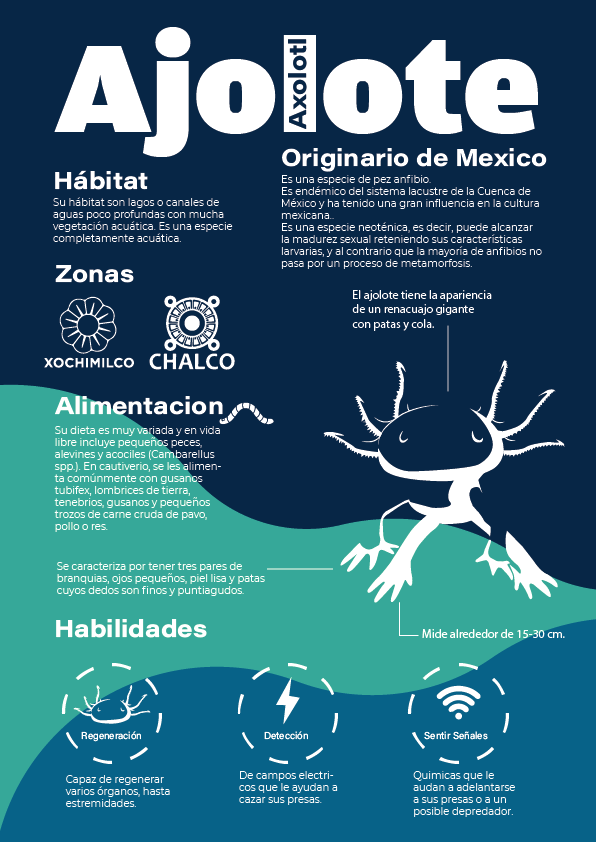 Ajolote
Axolotl
Originario de Mexico
Es una especie de pez anfibio.
Es endémico del sistema lacustre de la Cuenca de
México y ha tenido una gran influencia en la cultura
mexicana..
Es una especie neoténica, es decir, puede alcanzar
la madurez sexual reteniendo sus características
larvarias, y al contrario que la mayoría de anfibios no
pasa por un proceso de metamorfosis.
Hábitat
Su hábitat son lagos o canales de
aguas poco profundas con mucha
vegetación acuática. Es una especie
completamente acuática.
Zonas
XOCHIMILCO
CHALCO
El ajolote tiene la apariencia
de un renacuajo gigante
con patas y cola.
Alimentacion
Su dieta es muy variada y en vida
libre incluye pequeños peces,
alevines y acociles (Cambarellus
spp.). En cautiverio, se les alimen-
ta comúnmente con gusanos
tubifex, lombrices de tierra,
tenebrios, gusanos y pequeños
trozos de carne cruda de pavo,
pollo o res.
Se caracteriza por tener tres pares de
branquias, ojos pequeños, piel lisa y patas
cuyos dedos son finos y puntiagudos.
Mide alrededor de 15-30 cm.
Habilidades
Regeneración
Capaz de regenerar
varios órganos, hasta
estremidades.
Detección
De campos electri-
cos que le ayudan a
cazar sus presas.
Sentir Señales
Quimicas que le
audan a adelantarse
a sus presas o a un
posible depredador.